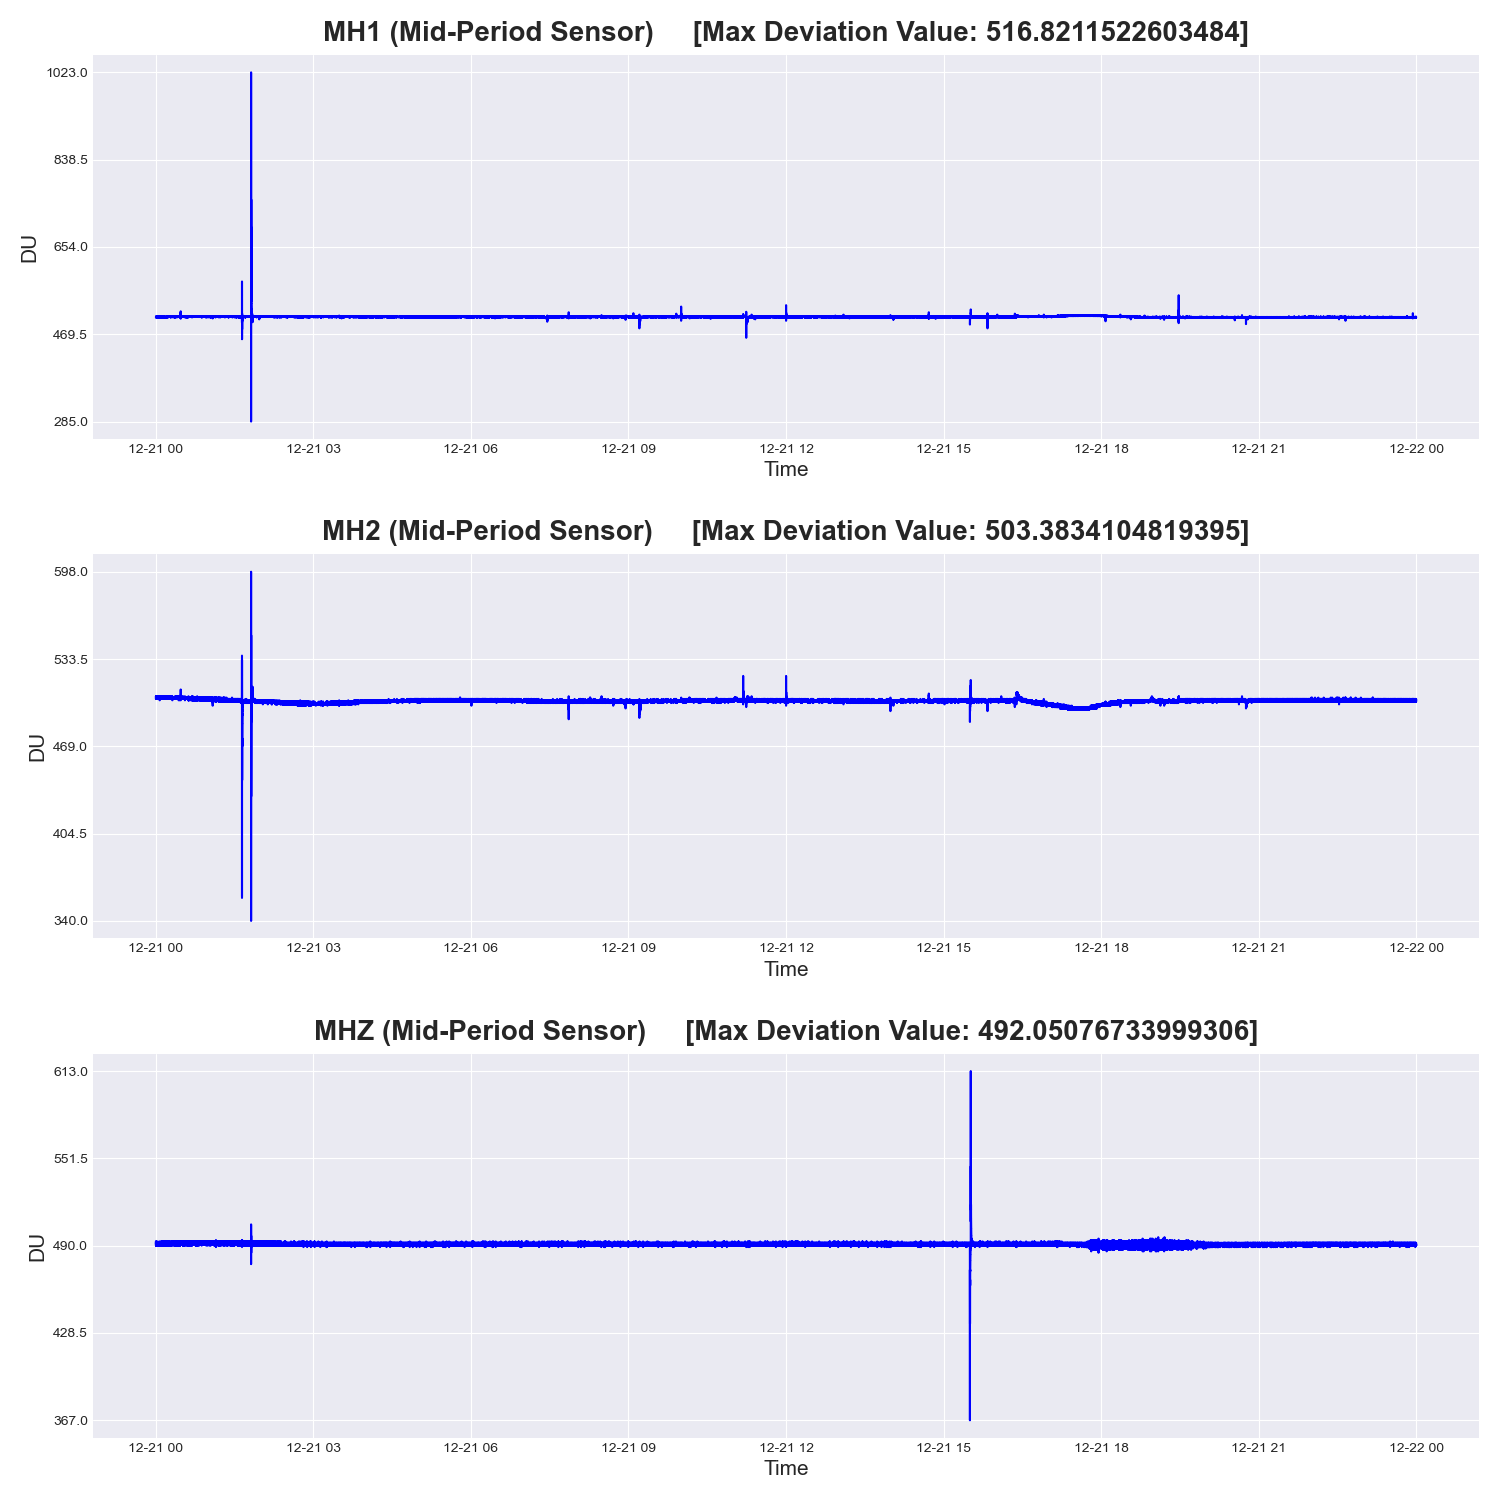 MH1 (Mid-Period Sensor) [Max Deviation Value: 516.8211522603484]
1023.0
838.5
654.0
469.5
285.0
DU
12-21 00 12-21 03 12-21 06 12-21 09 12-21 12 12-21 15 12-21 18 12-21 21 12-22 00
Time
MH2 (Mid-Period Sensor) [Max Deviation Value: 503.3834104819395]
598.0
533.5
469.0
404.5
340.0
DU
12-21 00 12-21 03 12-21 06 12-21 09 12-21 12 12-21 15 12-21 18 12-21 21 12-22 00
Time
MHZ (Mid-Period Sensor) [Max Deviation Value: 492.05076733999306]
613.0
551.5
490.0
428.5
367.0
DU
12-21 00 12-21 03 12-21 06 12-21 09 12-21 12 12-21 15 12-21 18 12-21 21 12-22 00
Time